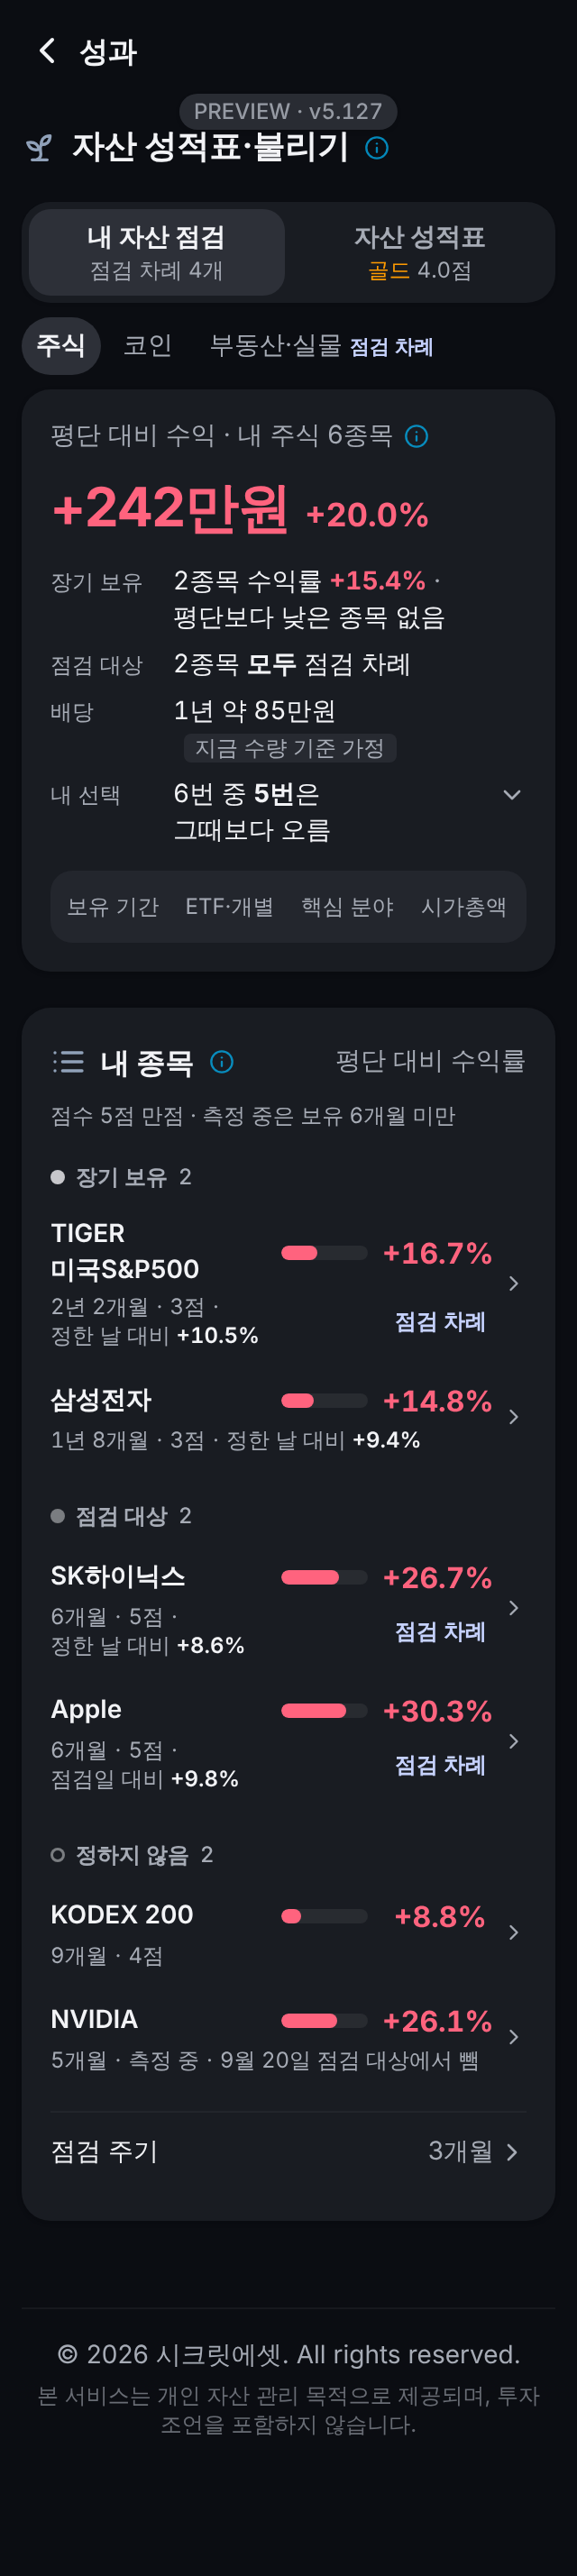 성과
PREVIEW · v5.127
자산 성적표·불리기
내 자산 점검
점검 차례 4개
자산 성적표
골드 4.0점
주식
코인
부동산·실물 점검 차례
평단 대비 수익 · 내 주식 6종목
+242만원 +20.0%
장기 보유
2종목 수익률 +15.4% ·
평단보다 낮은 종목 없음
점검 대상
2종목 모두 점검 차례
배당
1년 약 85만원
지금 수량 기준 가정
내 선택
6번 중 5번은
그때보다 오름
보유 기간
ETF·개별
핵심 분야
시가총액
내 종목
평단 대비 수익률
점수 5점 만점 · 측정 중은 보유 6개월 미만
장기 보유 2
TIGER
미국S&P500
+16.7%
2년 2개월 · 3점 ·
정한 날 대비 +10.5%
점검 차례
삼성전자
+14.8%
1년 8개월 · 3점 · 정한 날 대비 +9.4%
점검 대상 2
SK하이닉스
+26.7%
6개월 · 5점 ·
정한 날 대비 +8.6%
점검 차례
Apple
+30.3%
6개월 · 5점 ·
점검일 대비 +9.8%
점검 차례
정하지 않음 2
KODEX 200
+8.8%
9개월 · 4점
NVIDIA
+26.1%
5개월 · 측정 중 · 9월 20일 점검 대상에서 뺌
점검 주기
3개월
© 2026 시크릿에셋. All rights reserved.
본 서비스는 개인 자산 관리 목적으로 제공되며, 투자
조언을 포함하지 않습니다.